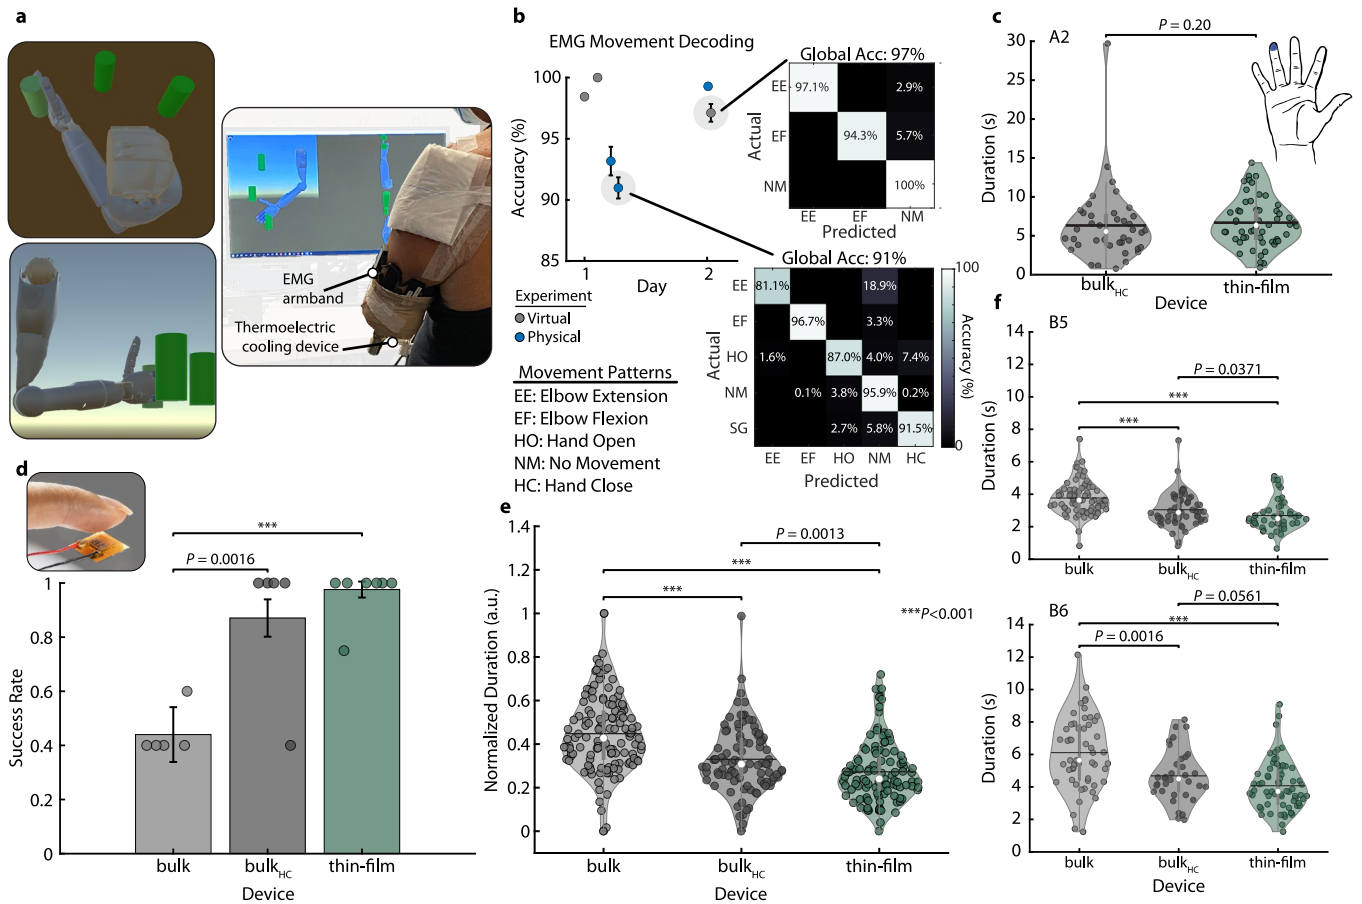 a
EMG
armband
Thermoelectric
cooling device
b
EMG Movement Decoding
Accuracy (%)
100
95
90
85
1
2
Day
Experiment
Virtual
Physical
Movement Patterns
EE: Elbow Extension
EF: Elbow Flexion
HO: Hand Open
NM: No Movement
HC: Hand Close
Global Acc: 97%
Actual
EE 97.1% 2.9%
EF 94.3% 5.7%
NM 100%
EE EF NM
Predicted
Global Acc: 91%
Actual
EE 81.1% 18.9%
EF 96.7% 3.3%
HO 1.6% 87.0% 4.0% 7.4%
NM 0.1% 3.8% 95.9% 0.2%
SG 2.7% 5.8% 91.5%
EE EF HO NM HC
Predicted
100
Accuracy (%)
0
c
A2
P = 0.20
Duration (s)
30
25
20
15
10
5
0
bulkHC thin-film
Device
d
***
P = 0.0016
Success Rate
1
0.8
0.6
0.4
0.2
0
bulk bulkHC thin-film
Device
e
P = 0.0013
***
***
***P<0.001
Normalized Duration (a.u.)
1.4
1.2
1
0.8
0.6
0.4
0.2
0
bulk bulkHC thin-film
Device
f
B5
P = 0.0371
***
***
Duration (s)
14
12
10
8
6
4
2
0
bulk bulkHC thin-film
B6
P = 0.0561
***
P = 0.0016
Duration (s)
14
12
10
8
6
4
2
0
bulk bulkHC thin-film
Device